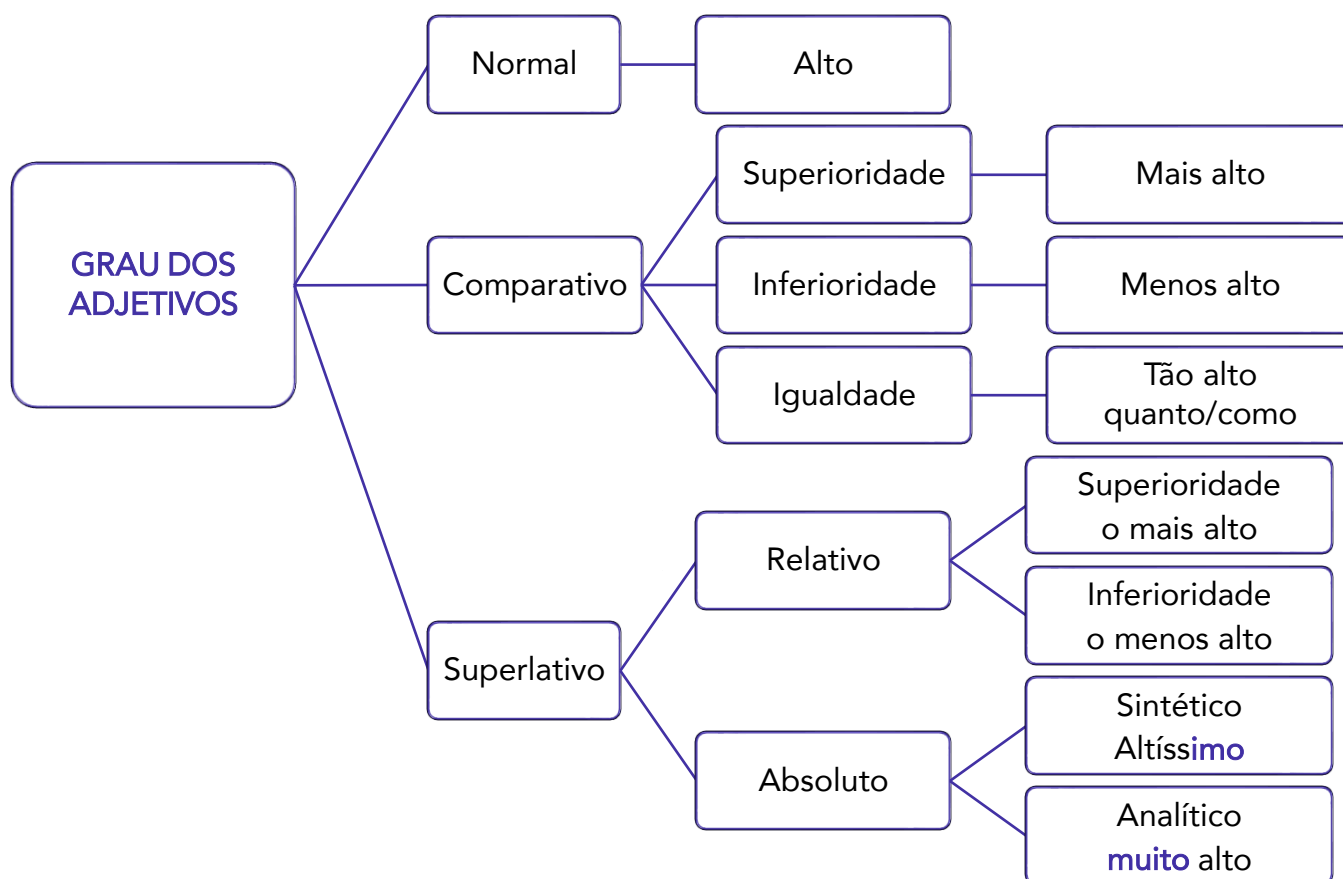 GRAU DOS
ADJETIVOS
Normal
Alto
Comparativo
Superioridade
Mais alto
Inferioridade
Menos alto
Igualdade
Tão alto
quanto/como
Superlativo
Relativo
Superioridade
o mais alto
Inferioridade
o menos alto
Absoluto
Sintético
Altíssimo
Analítico
muito alto